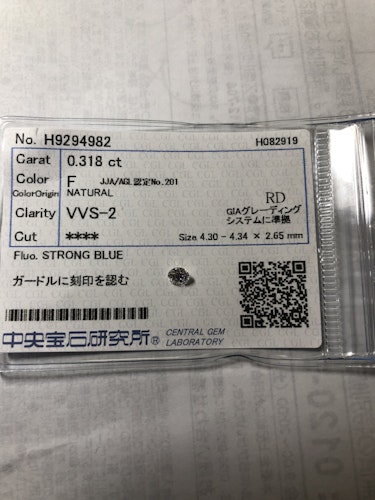 No. H9294982 H082919
Carat 0.318 ct
Color F JJA/AGL認定No.201
ColorOrigin NATURAL
RD
Clarity VVS-2 GIAグレーディング
システムに準拠
Cut **** Size 4.30 - 4.34 × 2.65 mm
Fluo. STRONG BLUE
ガードルに刻印を認む
中央宝石研究所® CENTRAL GEM
LABORATORY